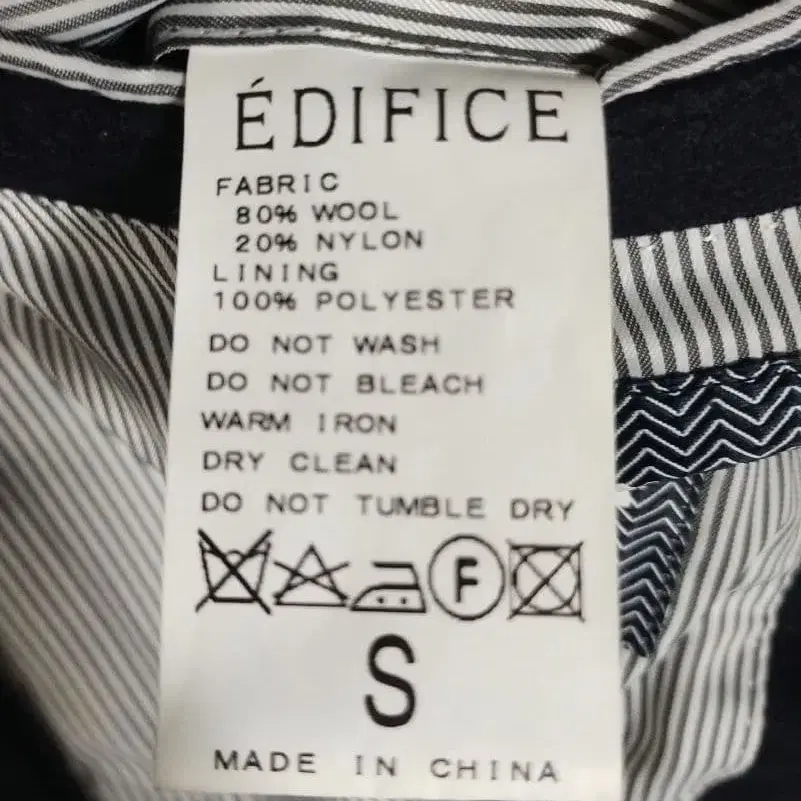 ÉDIFICE
FABRIC
80% WOOL
20% NYLON
LINING
100% POLYESTER
DO NOT WASH
DO NOT BLEACH
WARM IRON
DRY CLEAN
DO NOT TUMBLE DRY
F
S
MADE IN CHINA